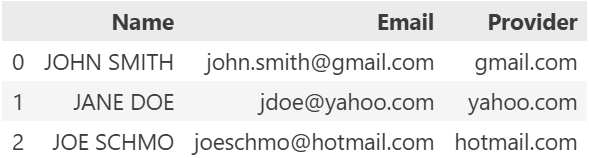 Name Email Provider
0 JOHN SMITH john.smith@gmail.com gmail.com
1 JANE DOE jdoe@yahoo.com yahoo.com
2 JOE SCHMO joeschmo@hotmail.com hotmail.com